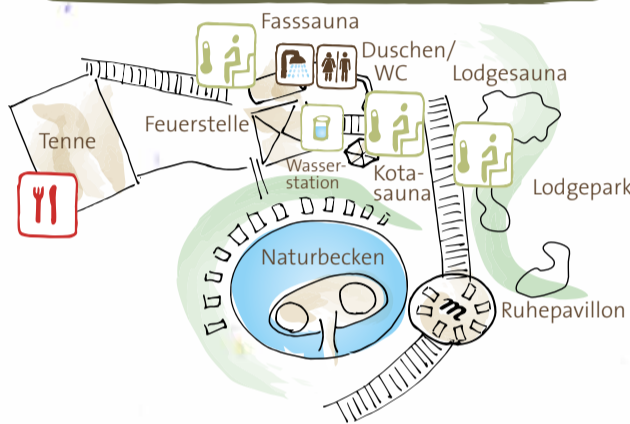 Fasssauna
Duschen/
WC
Lodgesauna
Feuerstelle
Tenne
Wasser-
station
Kota-
sauna
Lodgepark
Naturbecken
m
Ruhepavillon